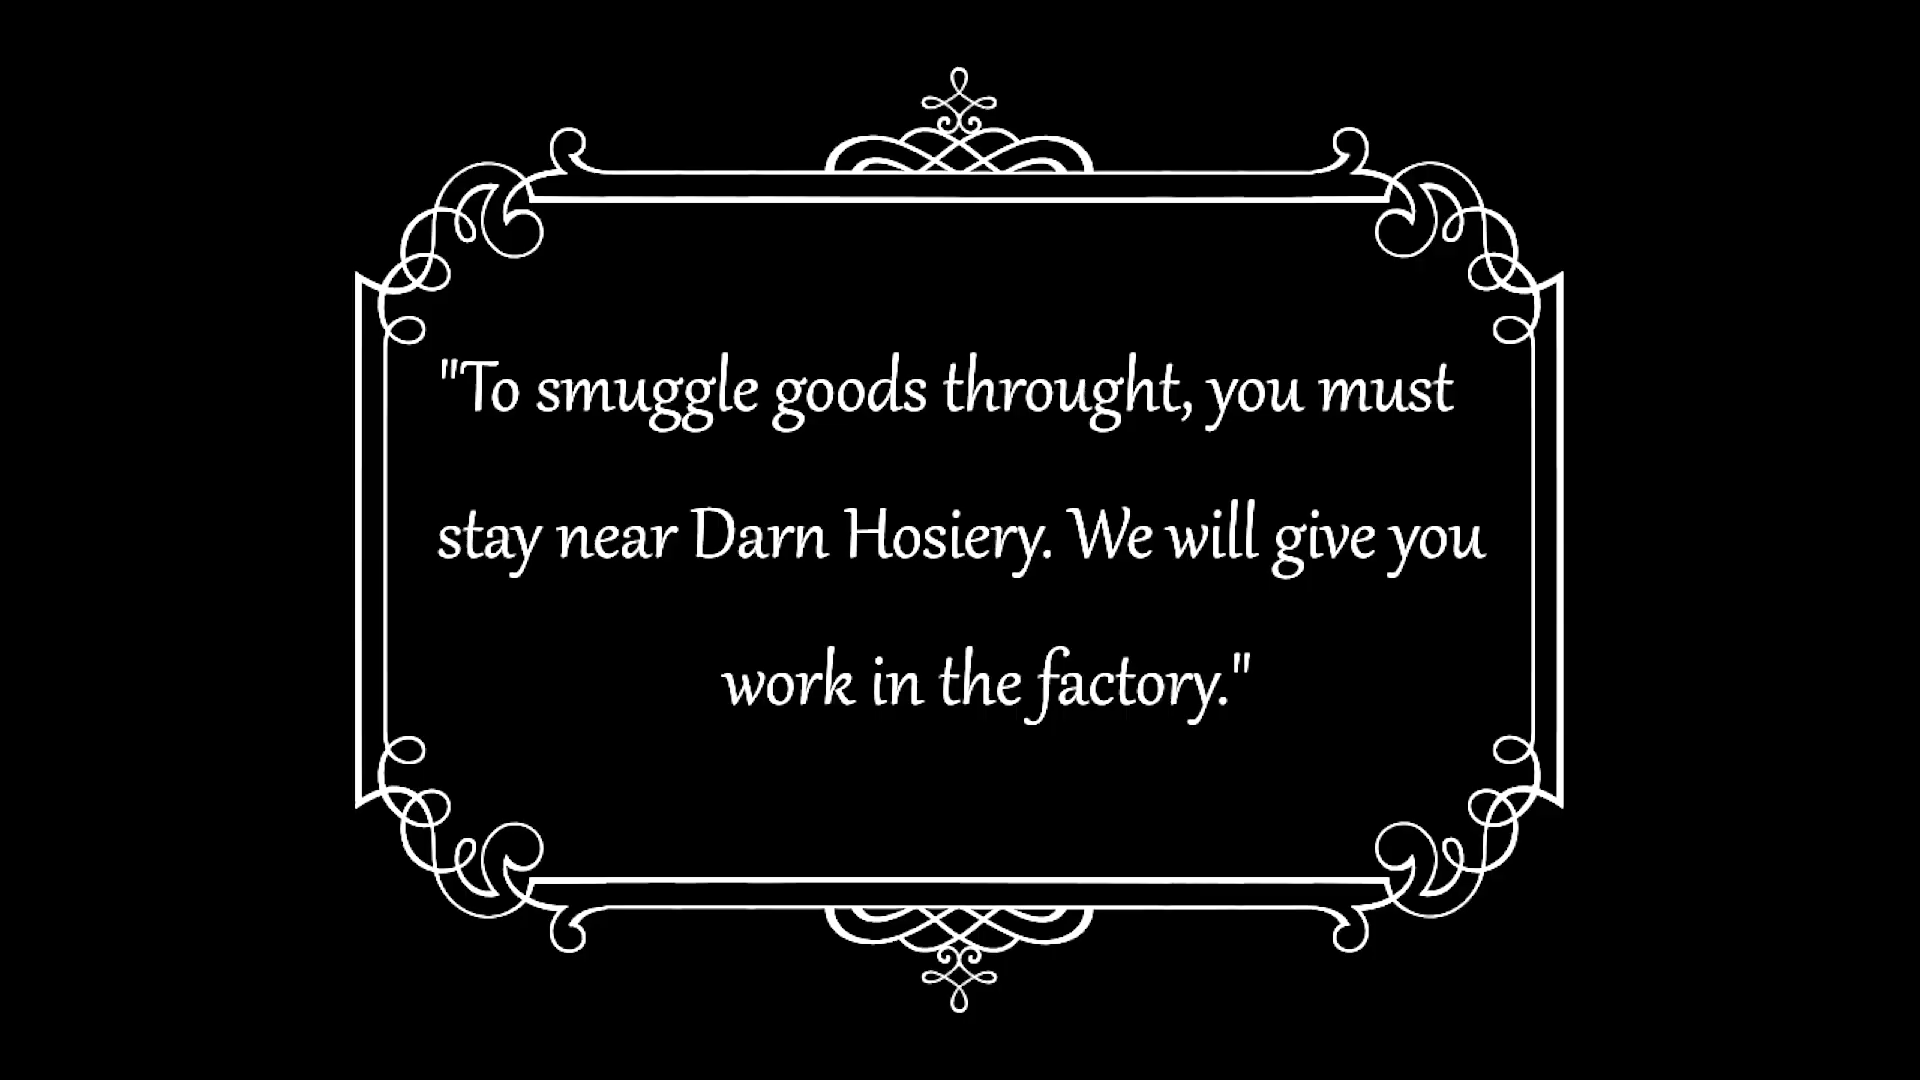 "To smuggle goods throught, you must
stay near Darn Hosiery. We will give you
work in the factory."